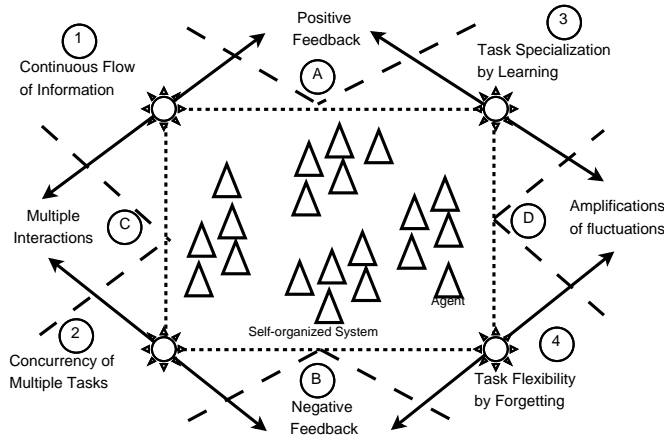 1
Positive
Feedback
3
Continuous Flow
of Information
A
Task Specialization
by Learning
Multiple
Interactions
C
D
Amplifications
of fluctuations
Agent
Self-organized System
2
Concurrency of
Multiple Tasks
B
Negative
Feedback
4
Task Flexibility
by Forgetting